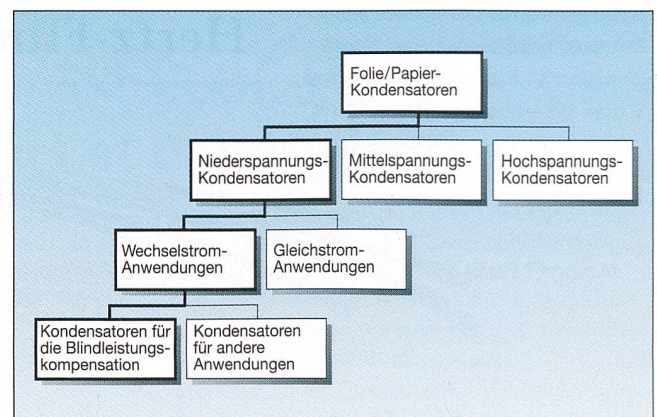 Folie/Papier-
Kondensatoren
Niederspannungs-
Kondensatoren
Mittelspannungs-
Kondensatoren
Hochspannungs-
Kondensatoren
Wechselstrom-
Anwendungen
Gleichstrom-
Anwendungen
Kondensatoren für
die Blindleistungs-
kompensation
Kondensatoren
für andere
Anwendungen